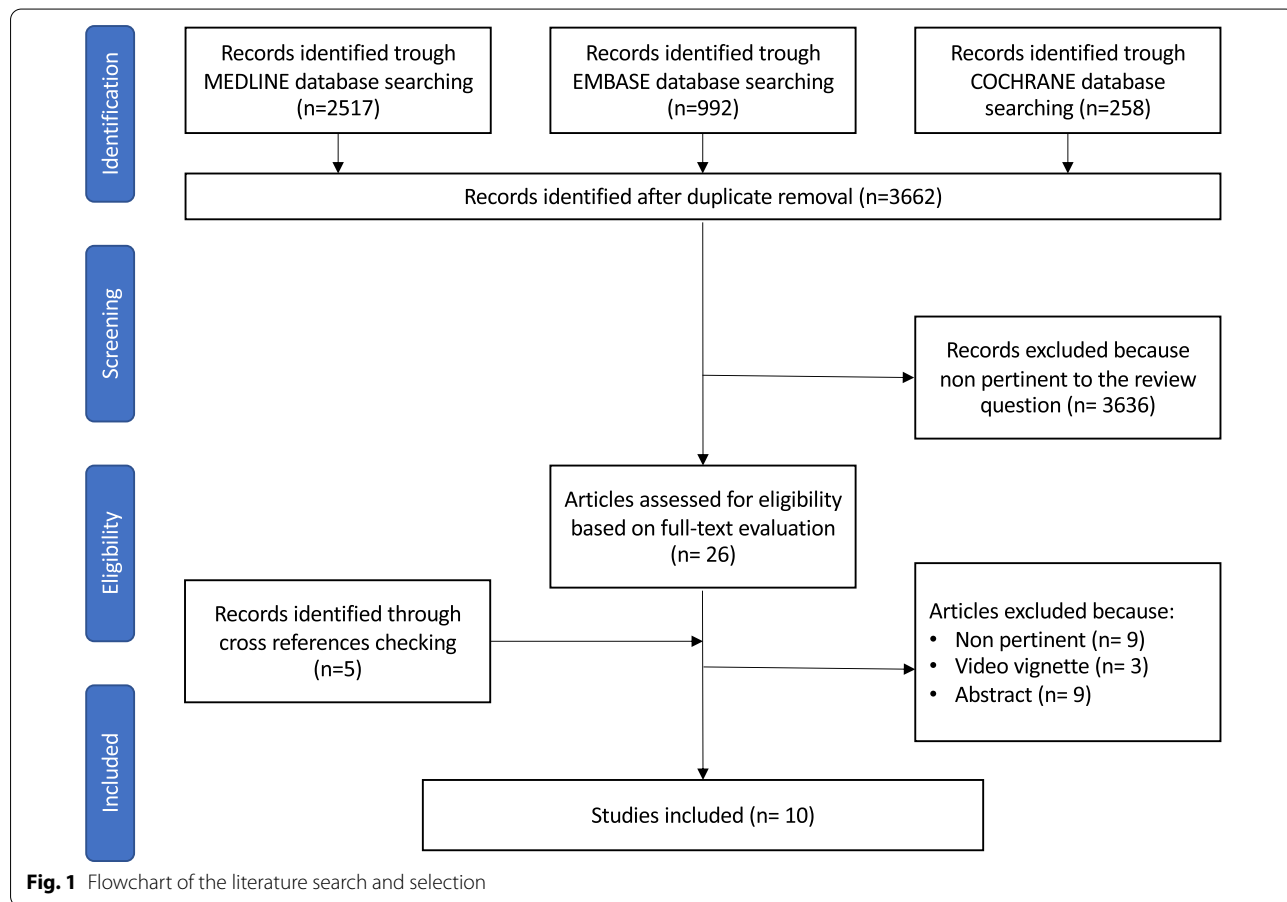 Identification
Records identified trough
MEDLINE database searching
(n=2517)
Records identified trough
EMBASE database searching
(n=992)
Records identified trough
COCHRANE database
searching (n=258)
Records identified after duplicate removal (n=3662)
Screening
Records excluded because
non pertinent to the review
question (n= 3636)
Eligibility
Articles assessed for eligibility
based on full-text evaluation
(n= 26)
Records identified through
cross references checking
(n=5)
Articles excluded because:
• Non pertinent (n= 9)
• Video vignette (n= 3)
• Abstract (n= 9)
Included
Studies included (n= 10)
Fig. 1 Flowchart of the literature search and selection